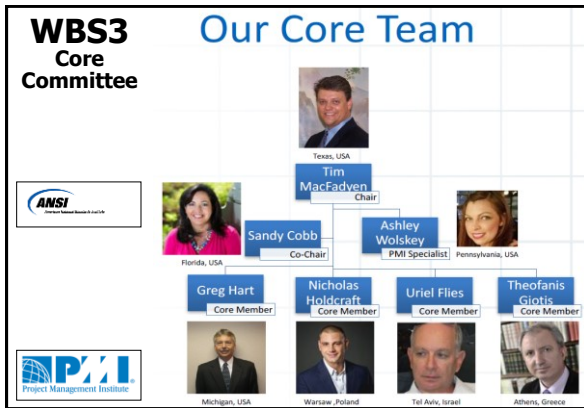 WBS3
Core
Committee
Our Core Team
Texas, USA
Tim
MacFadyen
Chair
Sandy Cobb
Co-Chair
Florida, USA
Ashley
Wolskey
PMI Specialist
Pennsylvania, USA
Greg Hart
Core Member
Nicholas
Holdcraft
Core Member
Uriel Flies
Core Member
Theofanis
Giotis
Core Member
Michigan, USA
Warsaw ,Poland
Tel Aviv, Israel
Athens, Greece
ANSI
PMI
Project Management Institute